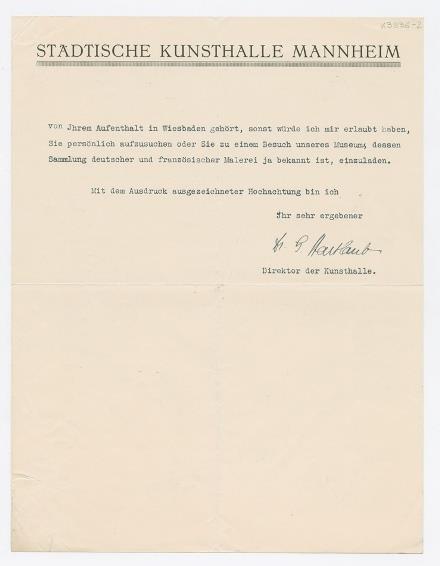 K3836-2
STÄDTISCHE KUNSTHALLE MANNHEIM
von Jhrem Aufenthalt in Wiesbaden gehört, sonst würde ich mir erlaubt haben,
Sie persönlich aufzusuchen oder Sie zu einem Besuch unseres Museums, dessen
Sammlung deutscher und französischer Malerei ja bekannt ist, einzuladen.
Mit dem Ausdruck ausgezeichneter Hochachtung bin ich
Ihr sehr ergebener
Dr G Hartlaub
Direktor der Kunsthalle.